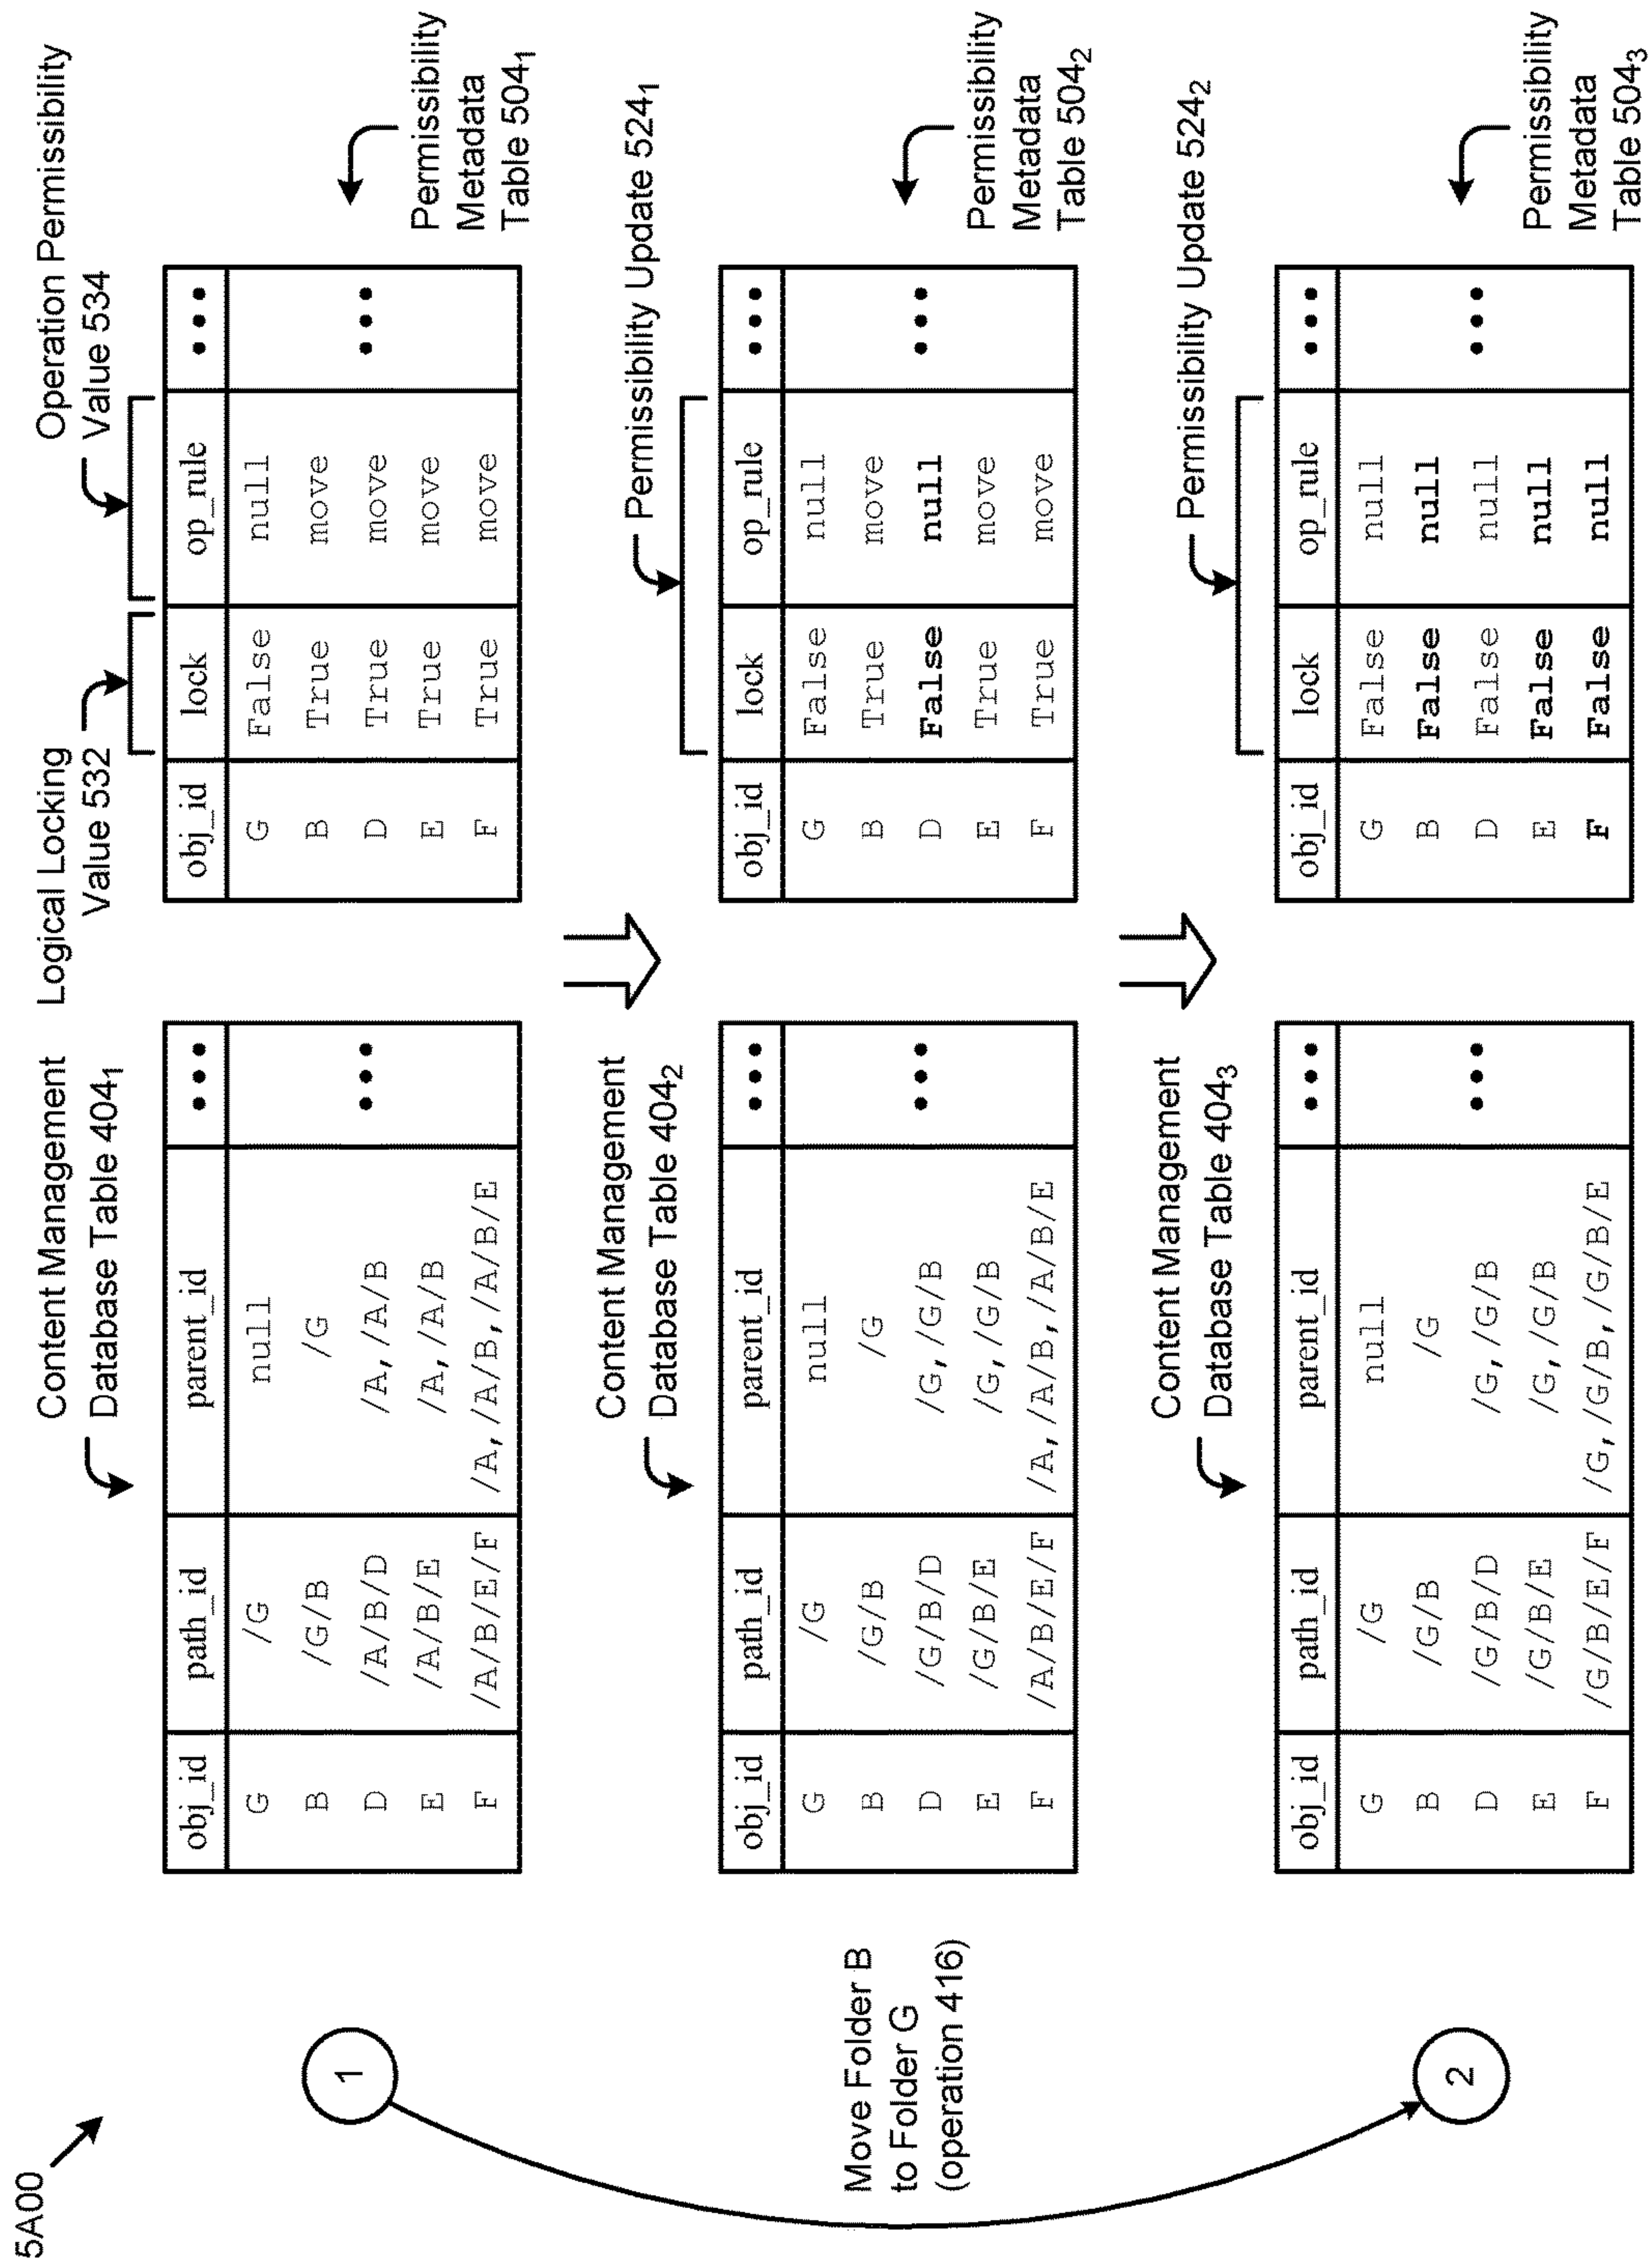 5A00
1
Move Folder B
to Folder G
(operation 416)
2
Content Management
Database Table 404₁
obj_id path_id parent_id •••
G /G null
B /G/B /G
D /A/B/D /A,/A/B •••
E /A/B/E /A,/A/B
F /A/B/E/F /A,/A/B,/A/B/E
Logical Locking
Value 532
Operation Permissibility
Value 534
obj_id lock op_rule •••
G False null
B True move
D True move •••
E True move
F True move
Permissibility
Metadata
Table 504₁
Content Management
Database Table 404₂
obj_id path_id parent_id •••
G /G null
B /G/B /G
D /G/B/D /G,/G/B •••
E /G/B/E /G,/G/B
F /A/B/E/F /A,/A/B,/A/B/E
Permissibility Update 524₁
obj_id lock op_rule •••
G False null
B True move
D False null •••
E True move
F True move
Permissibility
Metadata
Table 504₂
Content Management
Database Table 404₃
obj_id path_id parent_id •••
G /G null
B /G/B /G
D /G/B/D /G,/G/B •••
E /G/B/E /G,/G/B
F /G/B/E/F /G,/G/B,/G/B/E
Permissibility Update 524₂
obj_id lock op_rule •••
G False null
B False null
D False null •••
E False null
F False null
Permissibility
Metadata
Table 504₃